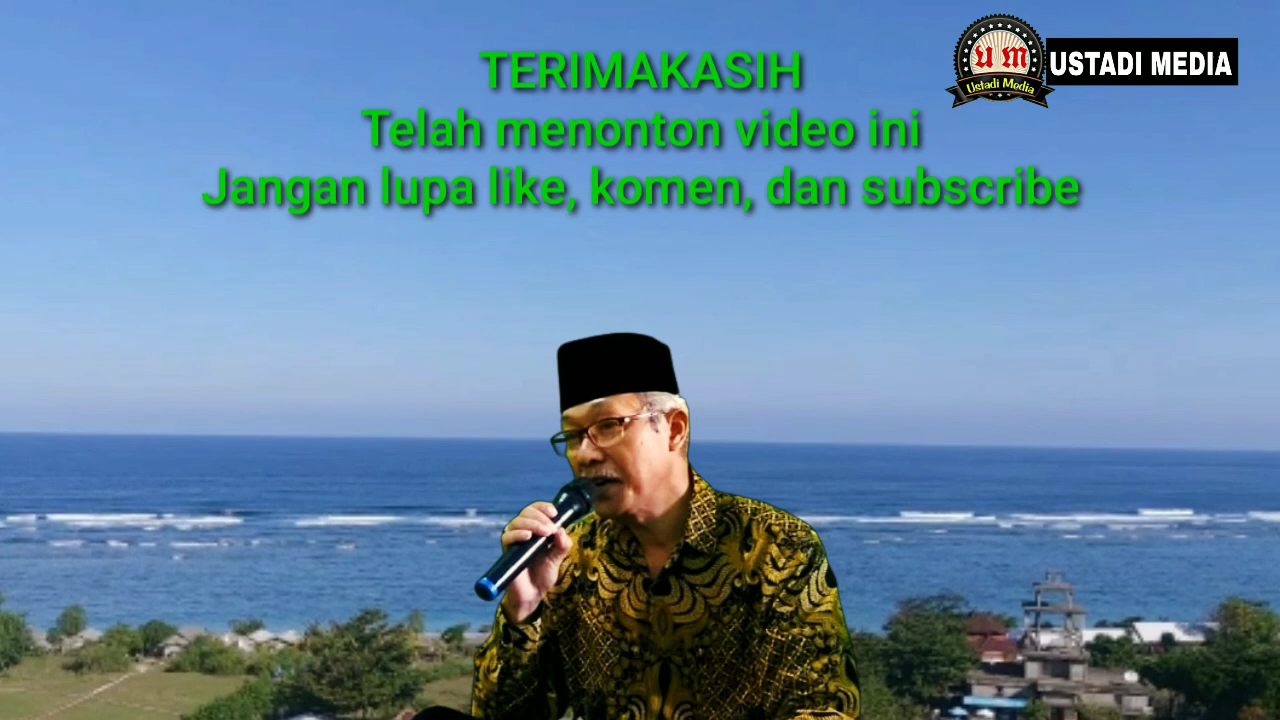 TERIMAKASIH
Telah menonton video ini
Jangan lupa like, komen, dan subscribe
U M
Ustadi Media
USTADI MEDIA